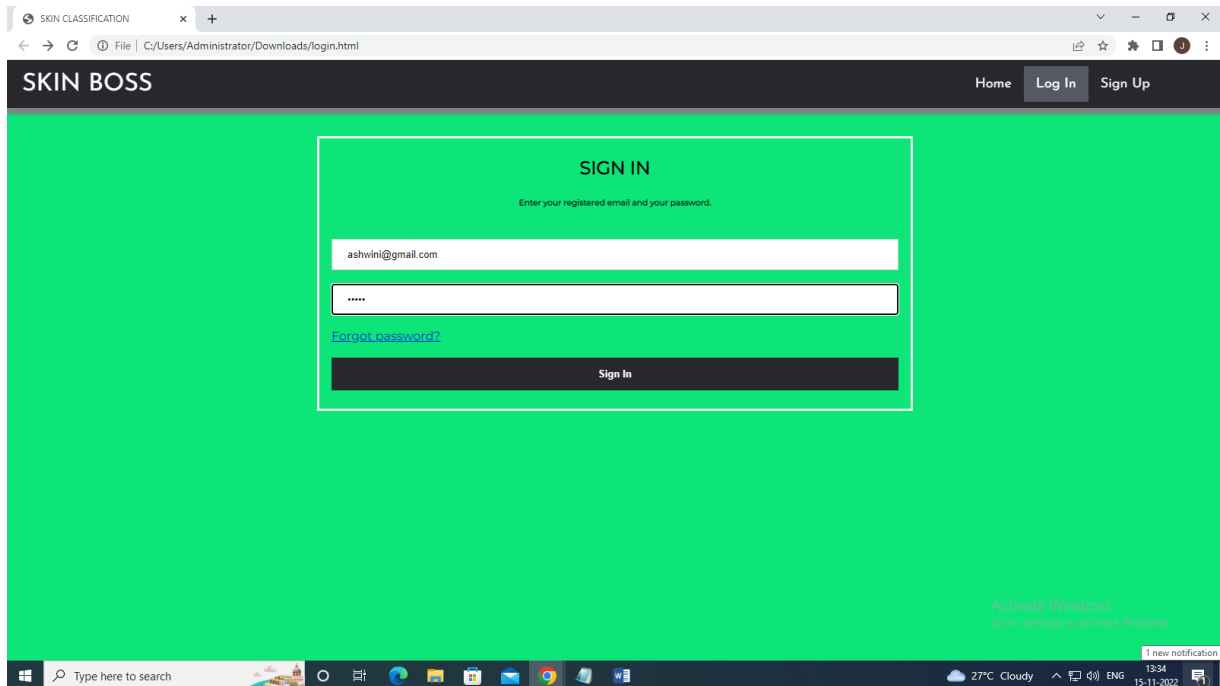 SKIN CLASSIFICATION
File | C:/Users/Administrator/Downloads/login.html
J
SKIN BOSS
Home Log In Sign Up
SIGN IN
Enter your registered email and your password.
ashwini@gmail.com
•••••
Forgot password?
Sign In
Activate Windows
Go to Settings to activate Windows.
1 new notification
Type here to search
27°C Cloudy ENG 13:34
15-11-2022